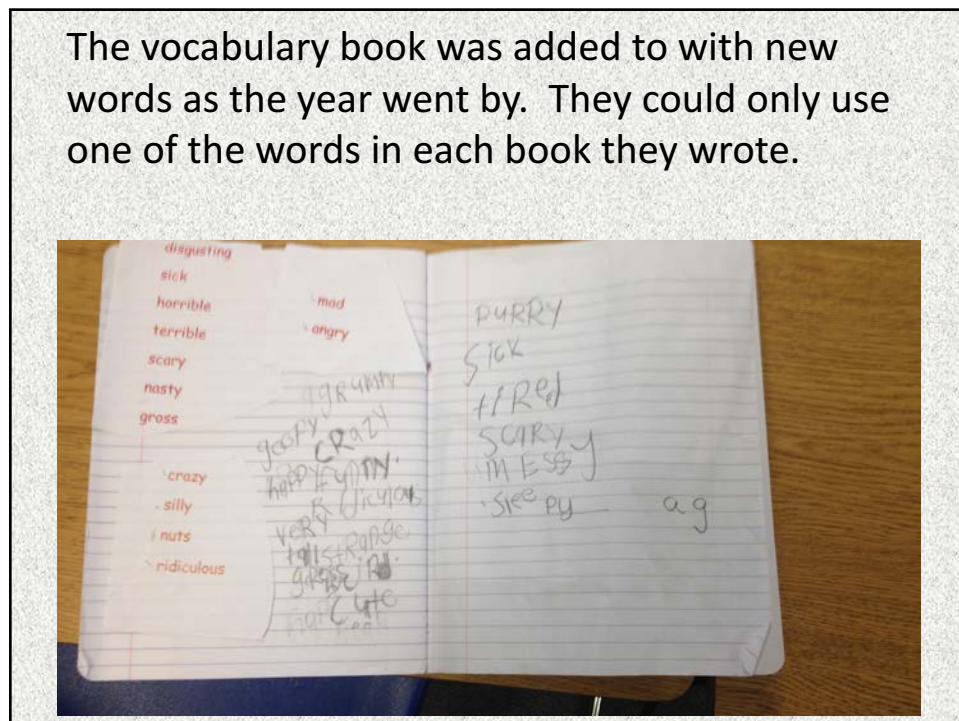 The vocabulary book was added to with new
words as the year went by. They could only use
one of the words in each book they wrote.
disgusting
sick
horrible
terrible
scary
nasty
gross
mad
angry
crazy
silly
nuts
ridiculous
goofy
CRazy
happy
very
PURRY
Sick
tiRed
SCARY
mESSy
Sleepy ag